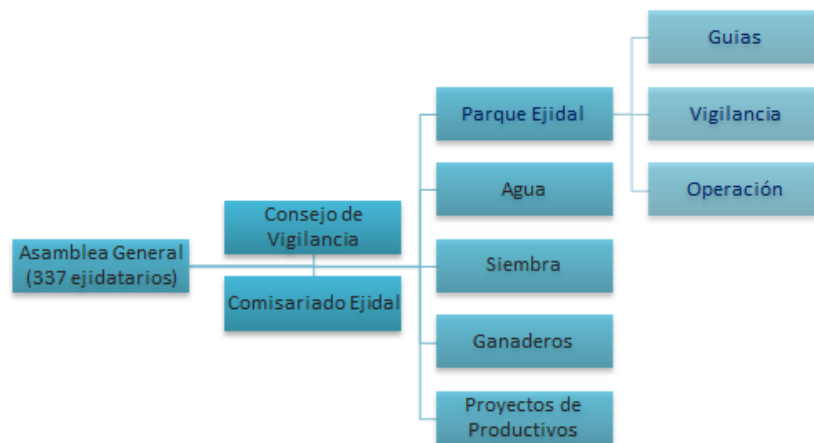 Asamblea General
(337 ejidatarios)
Consejo de
Vigilancia
Comisariado Ejidal
Parque Ejidal
Agua
Siembra
Ganaderos
Proyectos de
Productivos
Guias
Vigilancia
Operación